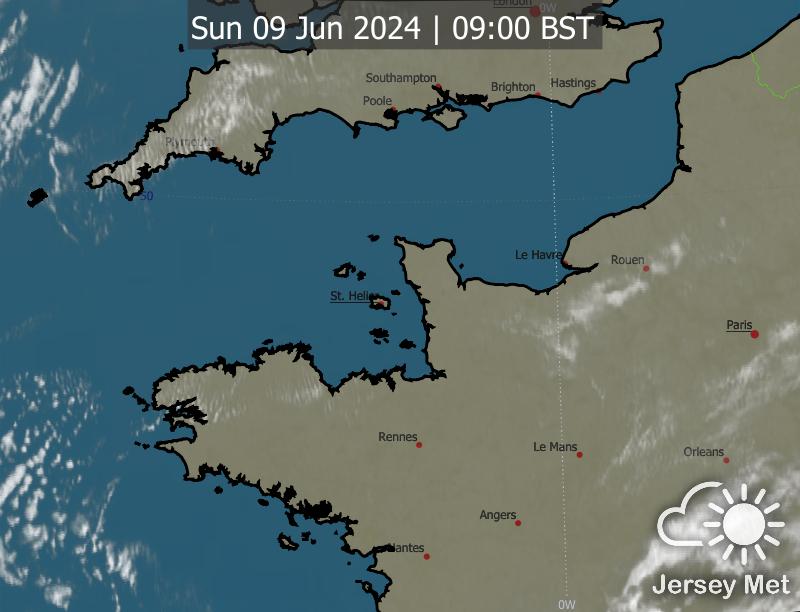 London
0W
Sun 09 Jun 2024 | 09:00 BST
Southampton
Brighton
Hastings
Poole
Plymouth
50
Le Havre
Rouen
St. Helier
Paris
Rennes
Le Mans
Orleans
Angers
Nantes
Jersey Met
0W